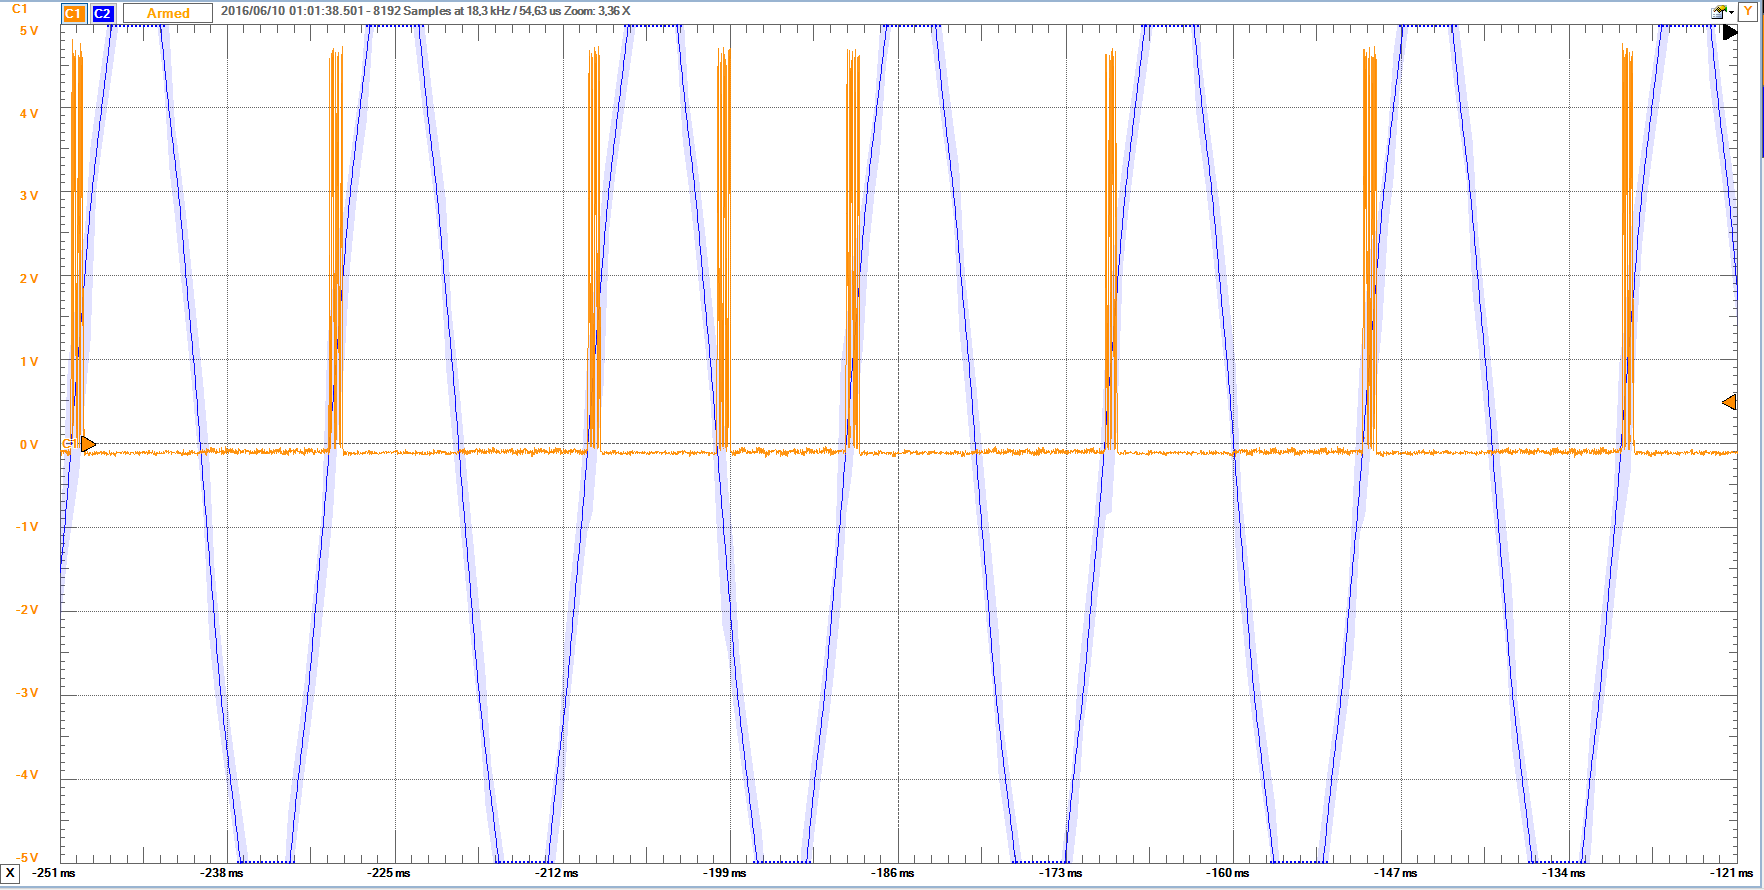 C1
C1 C2 Armed 2016/06/10 01:01:38.501 - 8192 Samples at 18,3 kHz / 54,63 us Zoom: 3,36 X Y
5 V
4 V
3 V
2 V
1 V
0 V C1
-1 V
-2 V
-3 V
-4 V
-5 V
X -251 ms -238 ms -225 ms -212 ms -199 ms -186 ms -173 ms -160 ms -147 ms -134 ms -121 ms